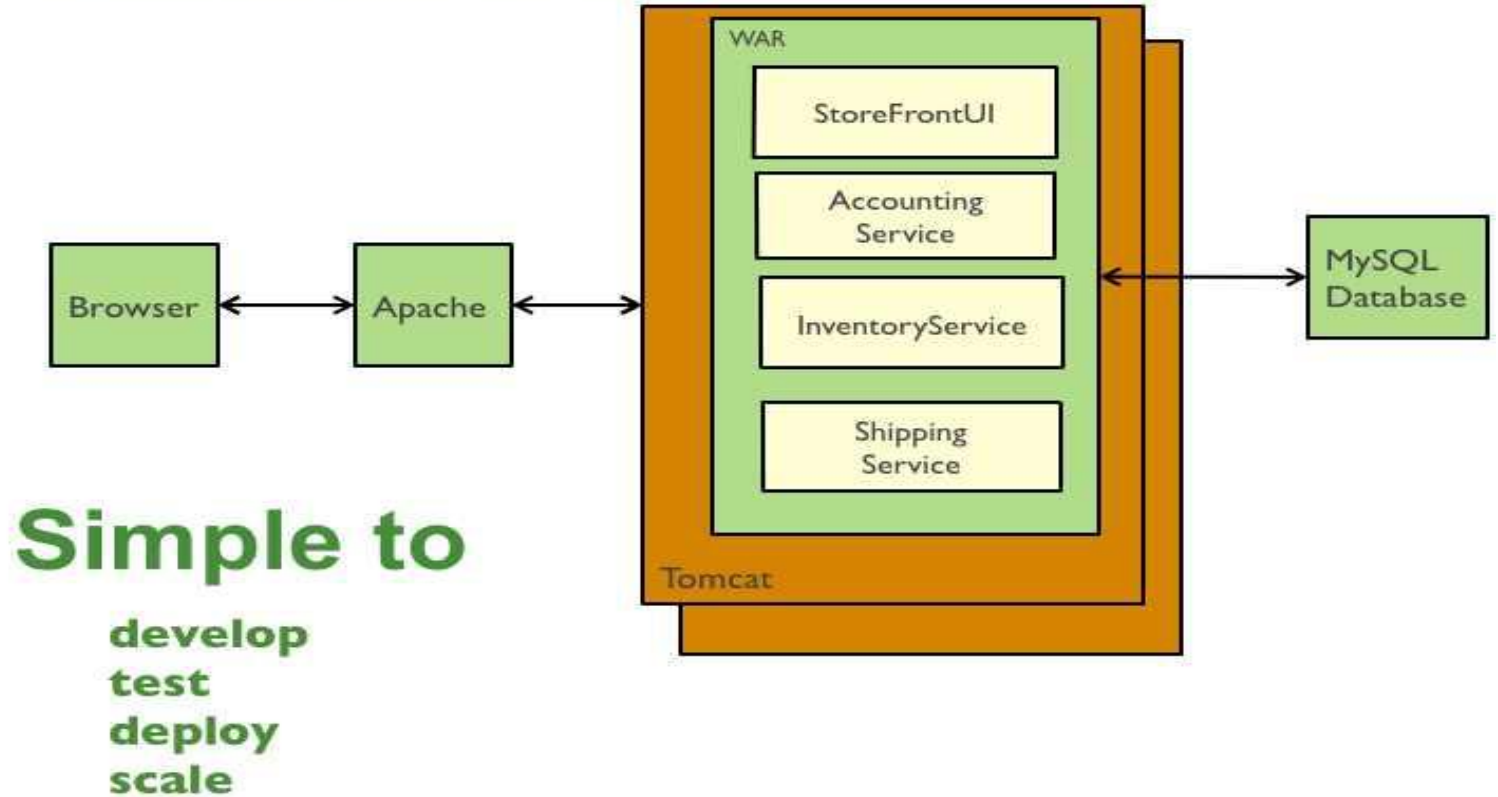 WAR
StoreFrontUI
Accounting
Service
InventoryService
Shipping
Service
Tomcat
Browser
Apache
MySQL
Database
Simple to
develop
test
deploy
scale